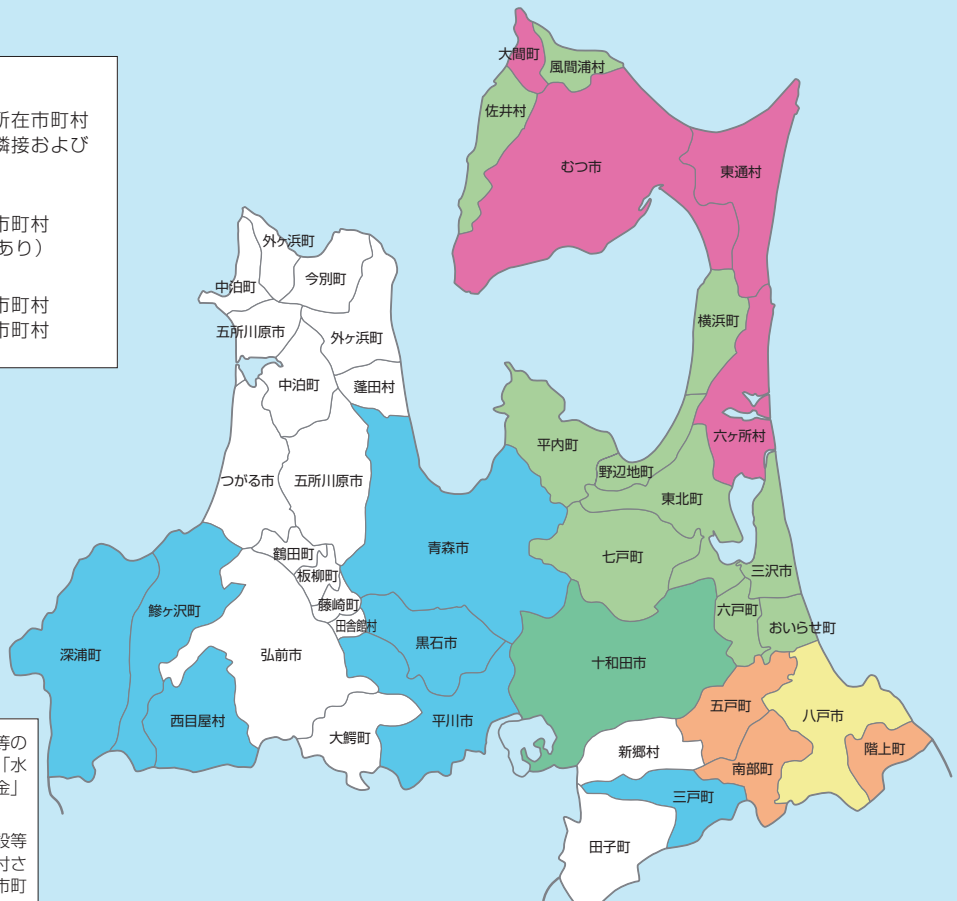 所在市町村
隣接および
市町村
あり）
市町村
市町村
大間町
風間浦村
佐井村
むつ市
東通村
外ヶ浜町
今別町
中泊町
五所川原市
外ヶ浜町
横浜町
中泊町
蓬田村
六ヶ所村
平内町
野辺地町
東北町
つがる市
五所川原市
青森市
七戸町
鶴田町
板柳町
三沢市
藤崎町
六戸町
鰺ヶ沢町
田舎館村
おいらせ町
黒石市
深浦町
弘前市
十和田市
五戸町
八戸市
西目屋村
平川市
大鰐町
新郷村
階上町
南部町
三戸町
田子町
等の
「水
金」
設等
付さ
市町